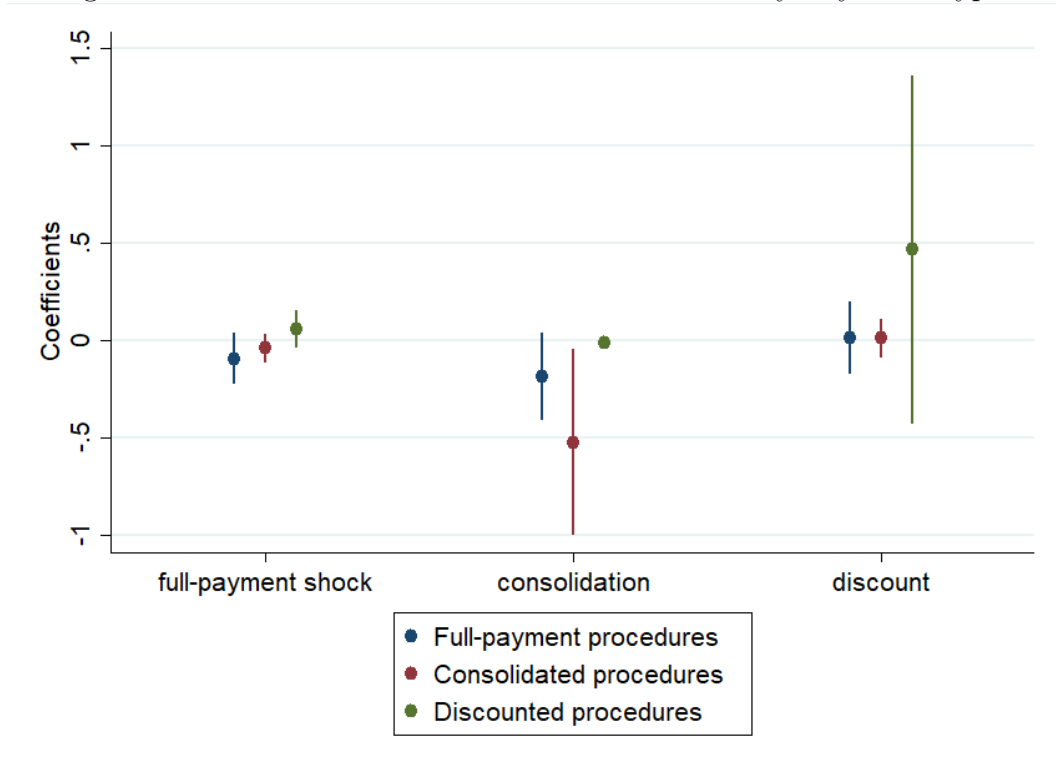 1.5
1
.5
0
-.5
-1
Coefficients
full-payment shock
consolidation
discount
Full-payment procedures
Consolidated procedures
Discounted procedures